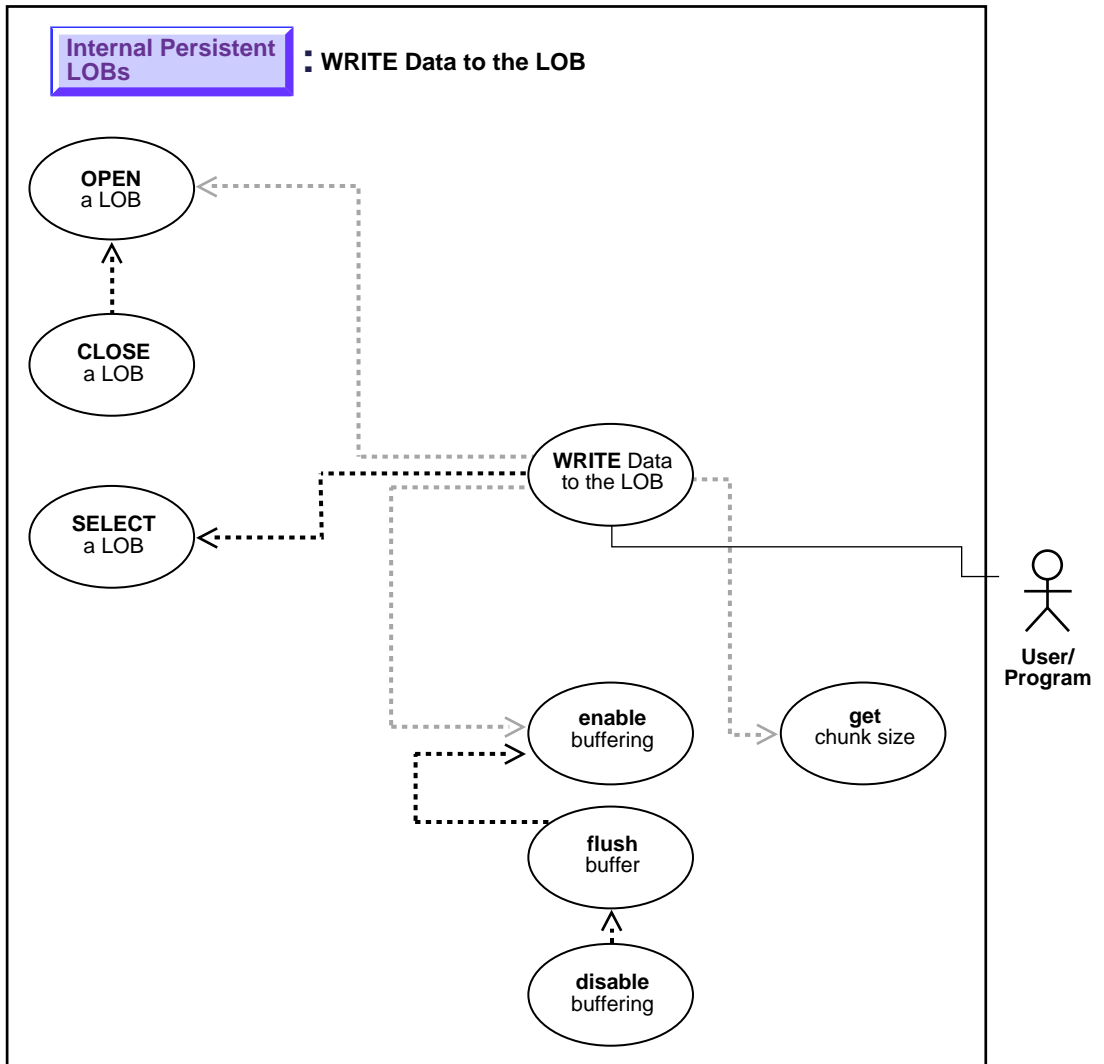 Internal Persistent
LOBs
: WRITE Data to the LOB
OPEN
a LOB
CLOSE
a LOB
WRITE Data
to the LOB
SELECT
a LOB
User/
Program
enable
buffering
get
chunk size
flush
buffer
disable
buffering